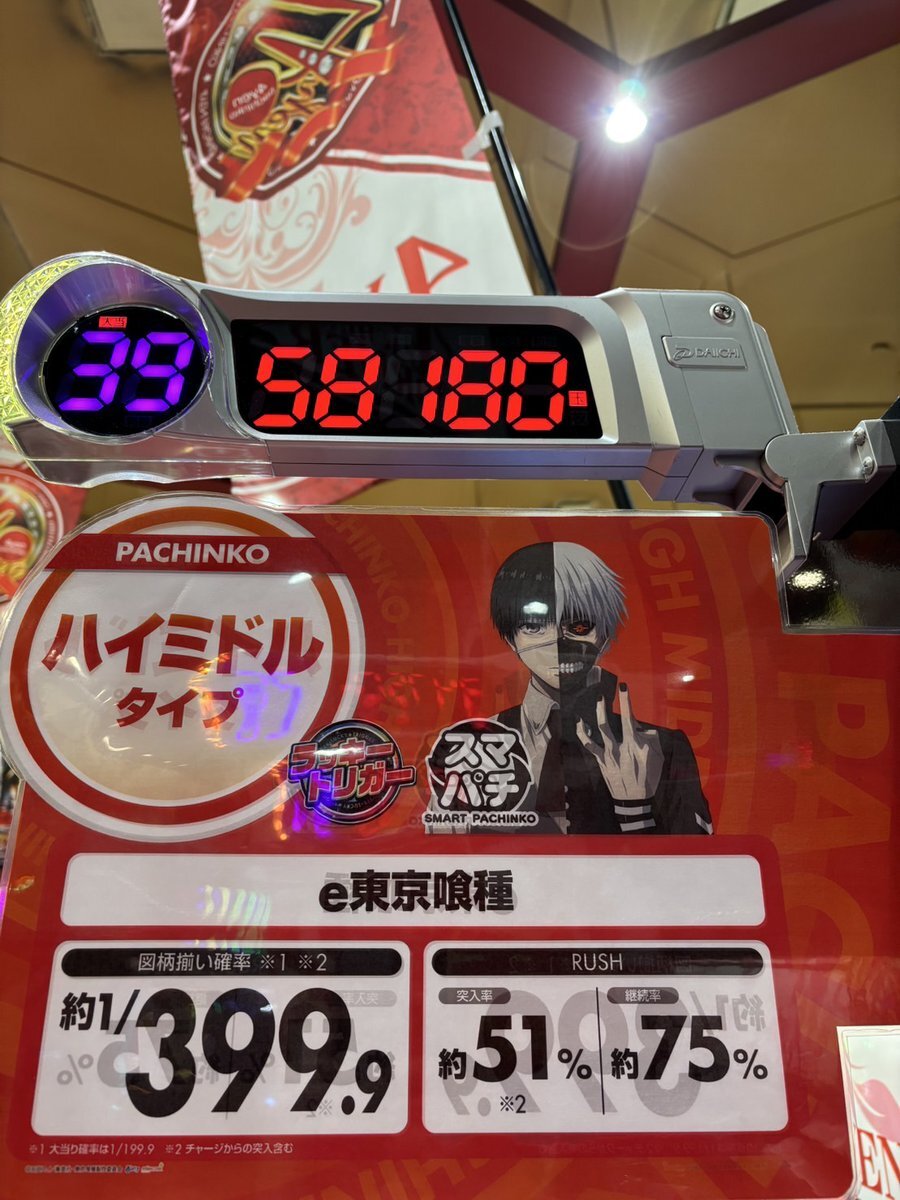 大当
39
58180
玉
DAIICHI
PACHINKO
ハイミドル
タイプ
ラッキー
トリガー
スマ
パチ
SMART PACHINKO
e東京喰種
図柄揃い確率 ※1 ※2
約1/399.9
RUSH
突入率
約51%
※2
継続率
約75%
※1 大当り確率は1/199.9 ※2 チャージからの突入含む
EN